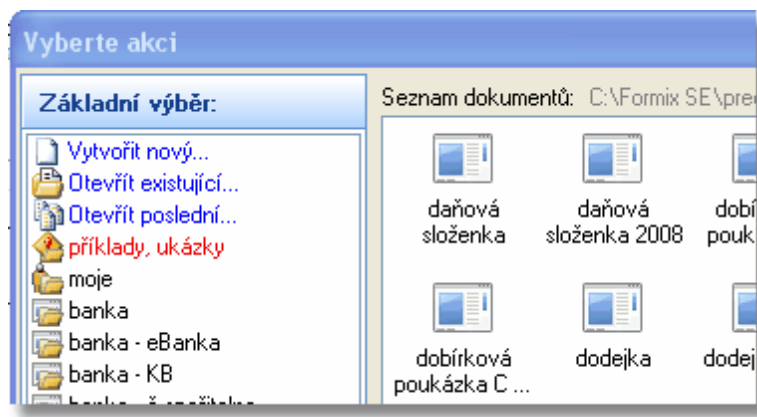 Vyberte akci
Základní výběr:
Vytvořit nový...
Otevřít existující...
Otevřít poslední...
příklady, ukázky
moje
banka
banka - eBanka
banka - KB
Seznam dokumentů: C:\Formix SE\pre
daňová
složenka
daňová
složenka 2008
dobí
pouk
dobírková
poukázka C ...
dodejka
dodej